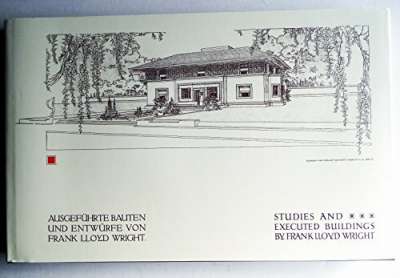 AUSGEFÜHRTE BAUTEN
UND ENTWÜRFE VON
FRANK LLOYD WRIGHT.
STUDIES AND ✶ ✶ ✶
EXECUTED BUILDINGS
BY FRANK LLOYD WRIGHT